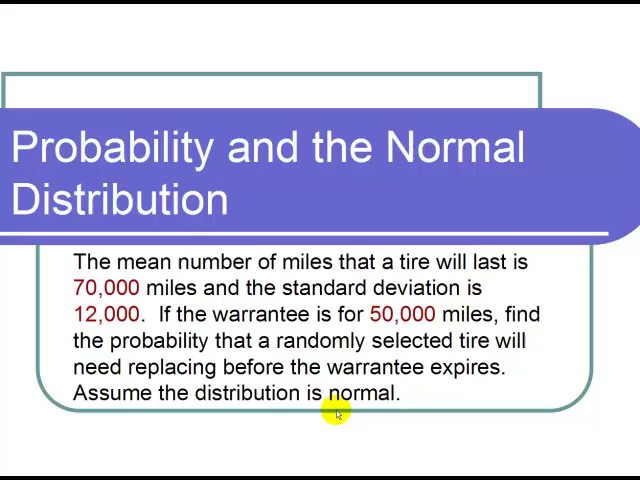 Probability and the Normal
Distribution
The mean number of miles that a tire will last is
70,000 miles and the standard deviation is
12,000.  If the warrantee is for 50,000 miles, find
the probability that a randomly selected tire will
need replacing before the warrantee expires.
Assume the distribution is normal.